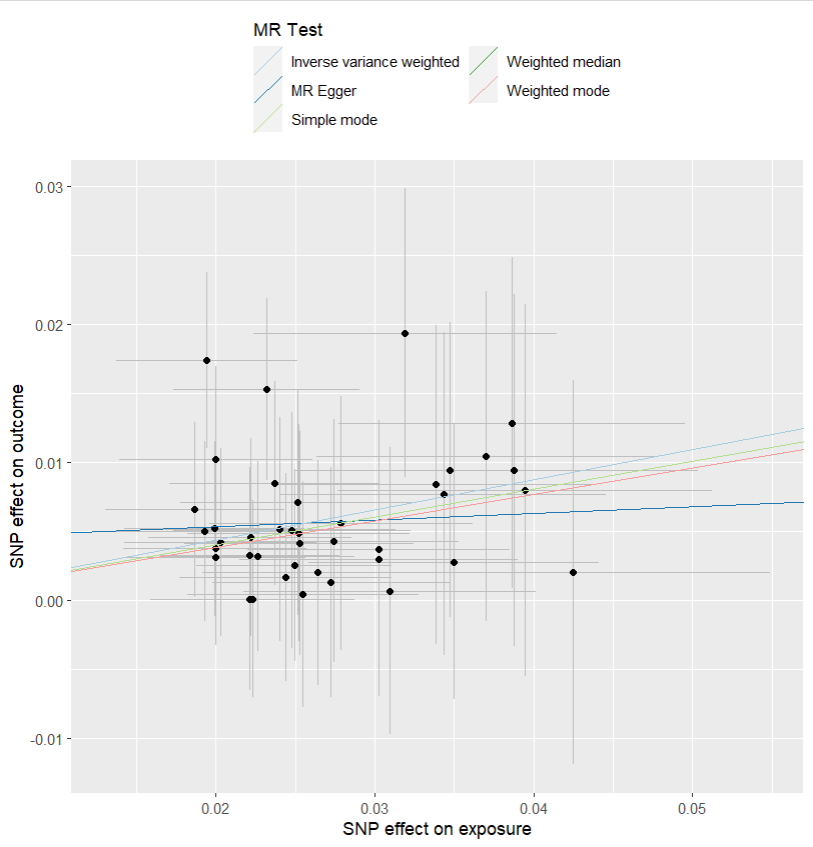 MR Test
Inverse variance weighted
Weighted median
MR Egger
Weighted mode
Simple mode
0.03
0.02
0.01
0.00
-0.01
SNP effect on outcome
0.02
0.03
0.04
0.05
SNP effect on exposure